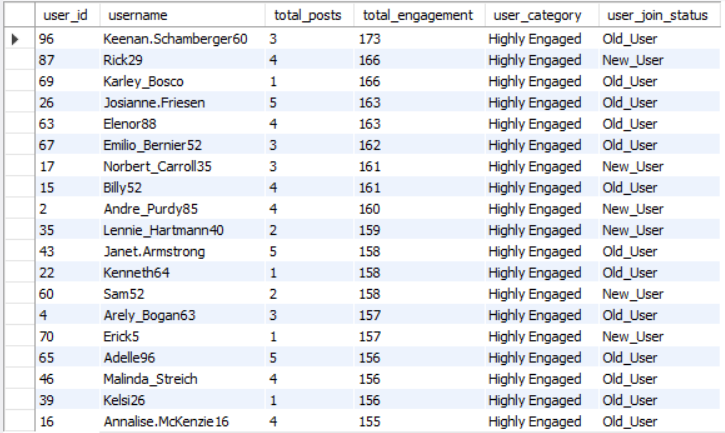 user_id username total_posts total_engagement user_category user_join_status
96 Keenan.Schamberger60 3 173 Highly Engaged Old_User
87 Rick29 4 166 Highly Engaged New_User
69 Karley_Bosco 1 166 Highly Engaged Old_User
26 Josianne.Friesen 5 163 Highly Engaged Old_User
63 Elenor88 4 163 Highly Engaged Old_User
67 Emilio_Bernier52 3 162 Highly Engaged Old_User
17 Norbert_Carroll35 3 161 Highly Engaged New_User
15 Billy52 4 161 Highly Engaged Old_User
2 Andre_Purdy85 4 160 Highly Engaged New_User
35 Lennie_Hartmann40 2 159 Highly Engaged New_User
43 Janet.Armstrong 5 158 Highly Engaged Old_User
22 Kenneth64 1 158 Highly Engaged Old_User
60 Sam52 2 158 Highly Engaged New_User
4 Arely_Bogan63 3 157 Highly Engaged Old_User
70 Erick5 1 157 Highly Engaged New_User
65 Adelle96 5 156 Highly Engaged Old_User
46 Malinda_Streich 4 156 Highly Engaged Old_User
39 Kelsi26 1 156 Highly Engaged Old_User
16 Annalise.McKenzie16 4 155 Highly Engaged Old_User